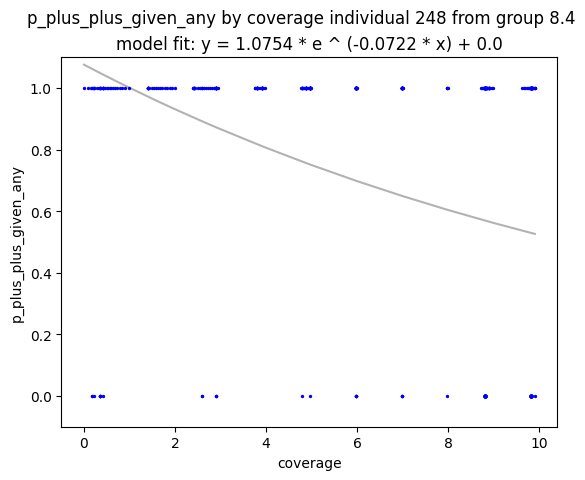 p_plus_plus_given_any by coverage individual 248 from group 8.4
model fit: y = 1.0754 * e ^ (-0.0722 * x) + 0.0
p_plus_plus_given_any
1.0
0.8
0.6
0.4
0.2
0.0
0 2 4 6 8 10
coverage